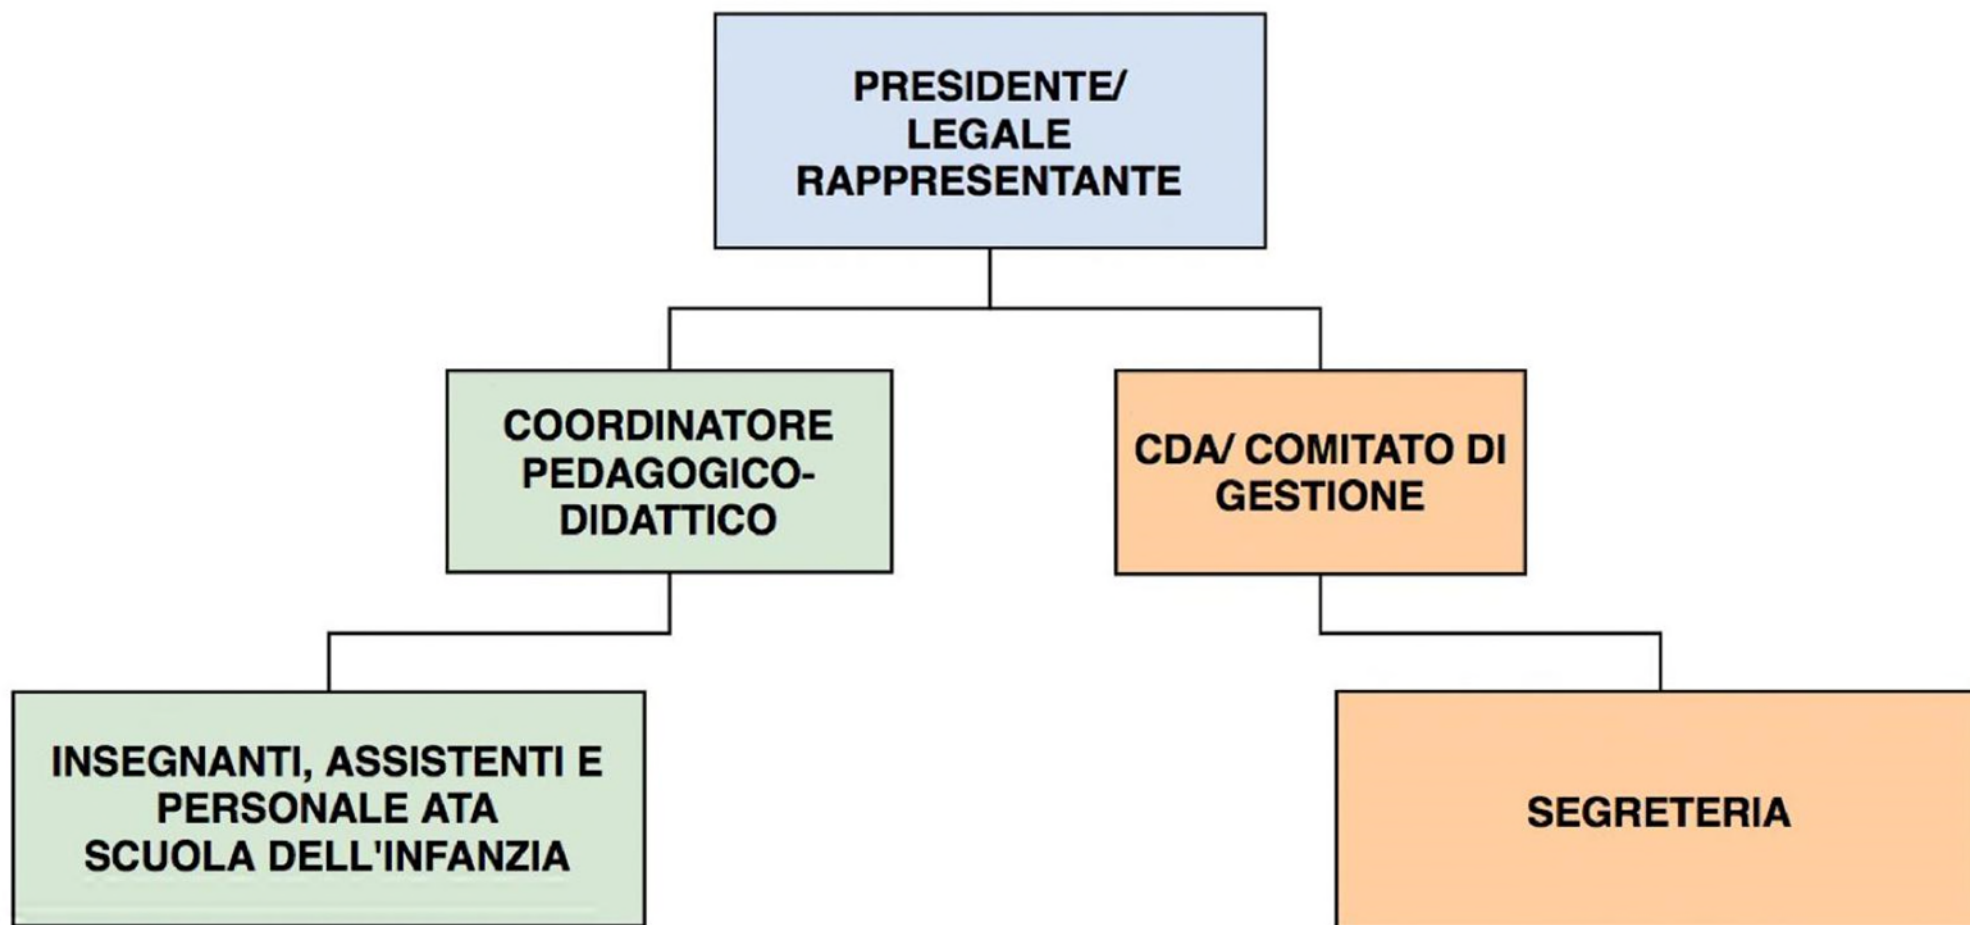 PRESIDENTE/
LEGALE
RAPPRESENTANTE
COORDINATORE
PEDAGOGICO-
DIDATTICO
CDA/ COMITATO DI
GESTIONE
INSEGNANTI, ASSISTENTI E
PERSONALE ATA
SCUOLA DELL'INFANZIA
SEGRETERIA